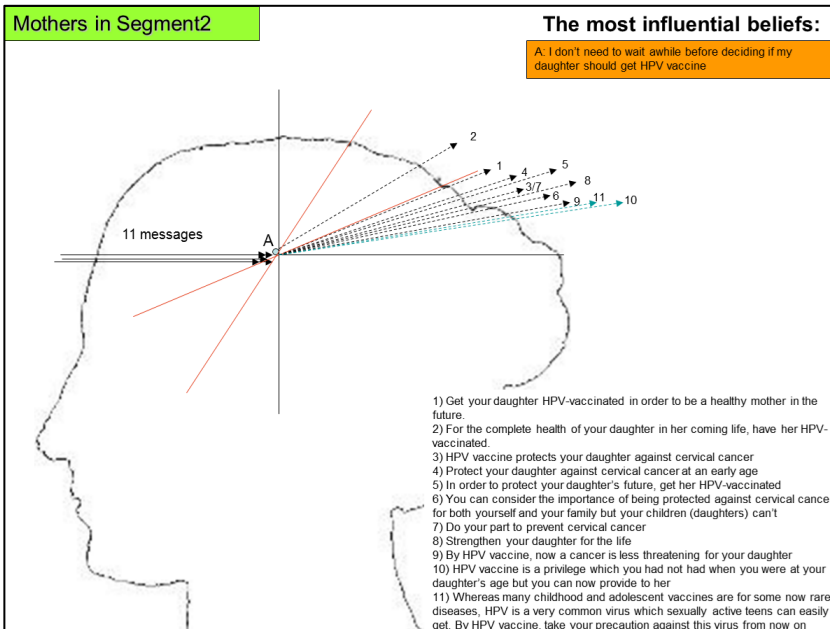 Mothers in Segment2
The most influential beliefs:
A: I don't need to wait awhile before deciding if my
daughter should get HPV vaccine
2
1
4
5
3/7
8
6
9
11
10
11 messages
A
1) Get your daughter HPV-vaccinated in order to be a healthy mother in the
future.
2) For the complete health of your daughter in her coming life, have her HPV-
vaccinated.
3) HPV vaccine protects your daughter against cervical cancer
4) Protect your daughter against cervical cancer at an early age
5) In order to protect your daughter's future, get her HPV-vaccinated
6) You can consider the importance of being protected against cervical cance
for both yourself and your family but your children (daughters) can't
7) Do your part to prevent cervical cancer
8) Strengthen your daughter for the life
9) By HPV vaccine, now a cancer is less threatening for your daughter
10) HPV vaccine is a privilege which you had not had when you were at your
daughter's age but you can now provide to her
11) Whereas many childhood and adolescent vaccines are for some now rare
diseases, HPV is a very common virus which sexually active teens can easily
get. By HPV vaccine, take your precaution against this virus from now on